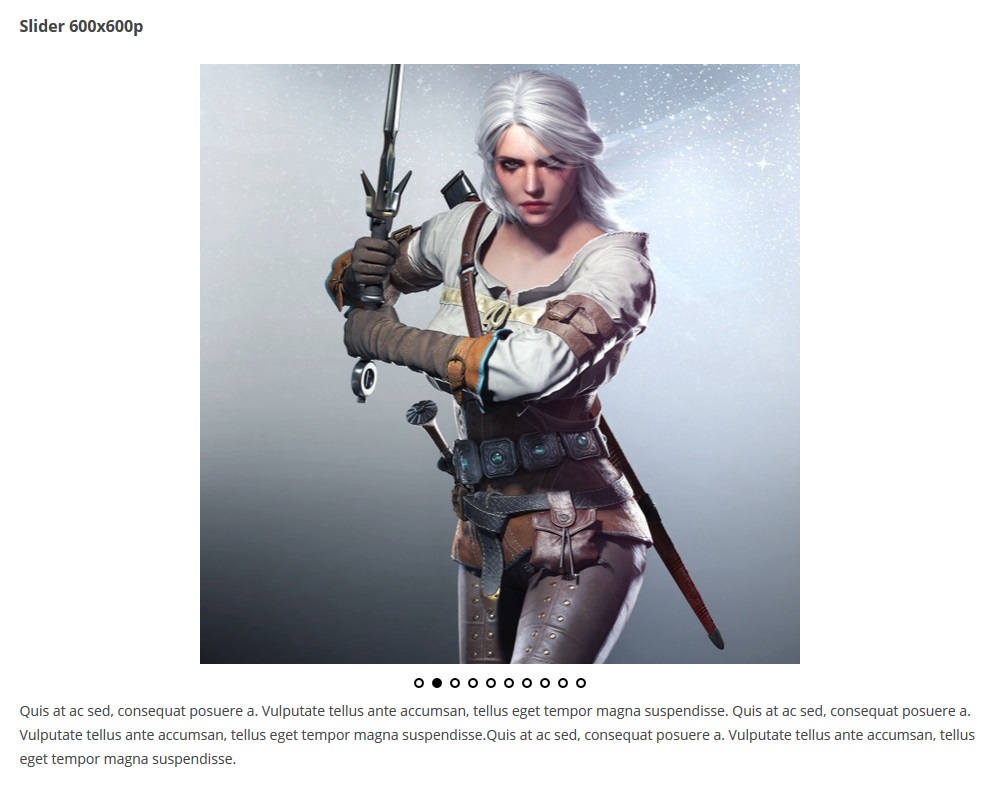 Slider 600x600p
Quis at ac sed, consequat posuere a. Vulputate tellus ante accumsan, tellus eget tempor magna suspendisse. Quis at ac sed, consequat posuere a.
Vulputate tellus ante accumsan, tellus eget tempor magna suspendisse.Quis at ac sed, consequat posuere a. Vulputate tellus ante accumsan, tellus
eget tempor magna suspendisse.